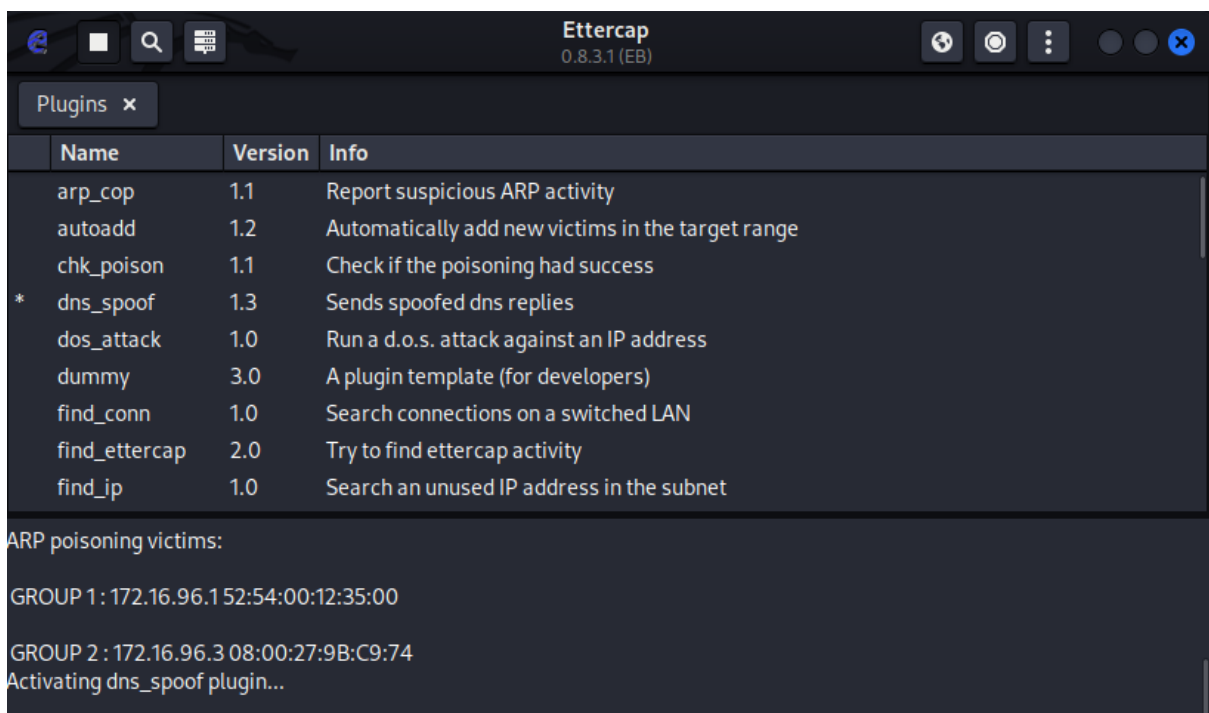 Ettercap
0.8.3.1 (EB)
Plugins ×
Name Version Info
arp_cop 1.1 Report suspicious ARP activity
autoadd 1.2 Automatically add new victims in the target range
chk_poison 1.1 Check if the poisoning had success
* dns_spoof 1.3 Sends spoofed dns replies
dos_attack 1.0 Run a d.o.s. attack against an IP address
dummy 3.0 A plugin template (for developers)
find_conn 1.0 Search connections on a switched LAN
find_ettercap 2.0 Try to find ettercap activity
find_ip 1.0 Search an unused IP address in the subnet
ARP poisoning victims:
GROUP 1 : 172.16.96.1 52:54:00:12:35:00
GROUP 2 : 172.16.96.3 08:00:27:9B:C9:74
Activating dns_spoof plugin...